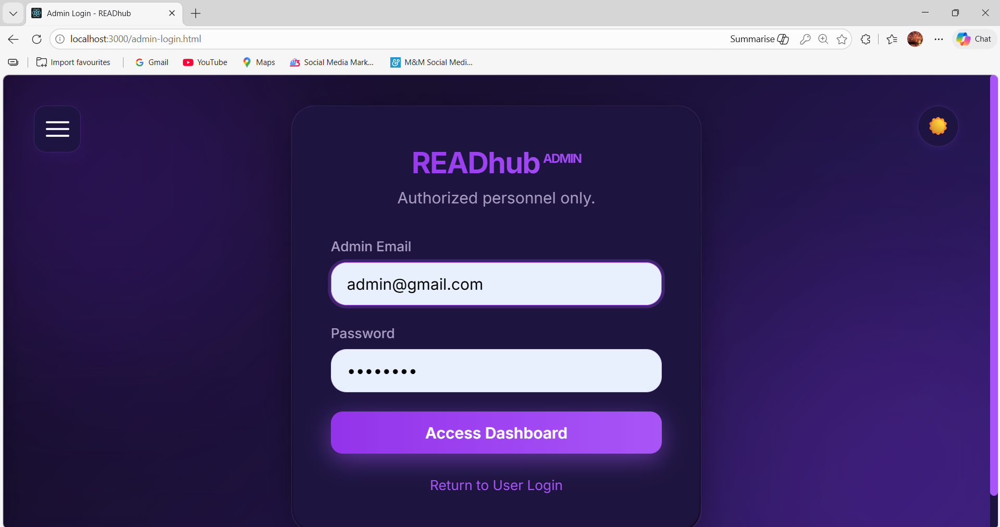 Admin Login - READhub
localhost:3000/admin-login.html
Summarise
Chat
Import favourites
Gmail
YouTube
Maps
Social Media Mark...
M&M Social Medi...
READhub ADMIN
Authorized personnel only.
Admin Email
admin@gmail.com
Password
••••••••
Access Dashboard
Return to User Login